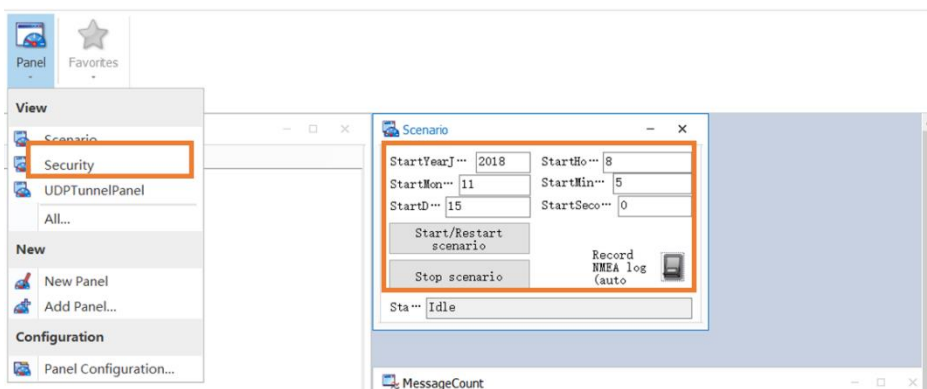 Panel
Favorites
View
Scenario
Security
UDPTunnelPanel
All...
New
New Panel
Add Panel...
Configuration
Panel Configuration...
Scenario
StartYearJ… 2018 StartHo… 8
StartMon… 11 StartMin… 5
StartD… 15 StartSeco… 0
Start/Restart
scenario
Record
NMEA log
(auto
Stop scenario
Sta… Idle
MessageCount